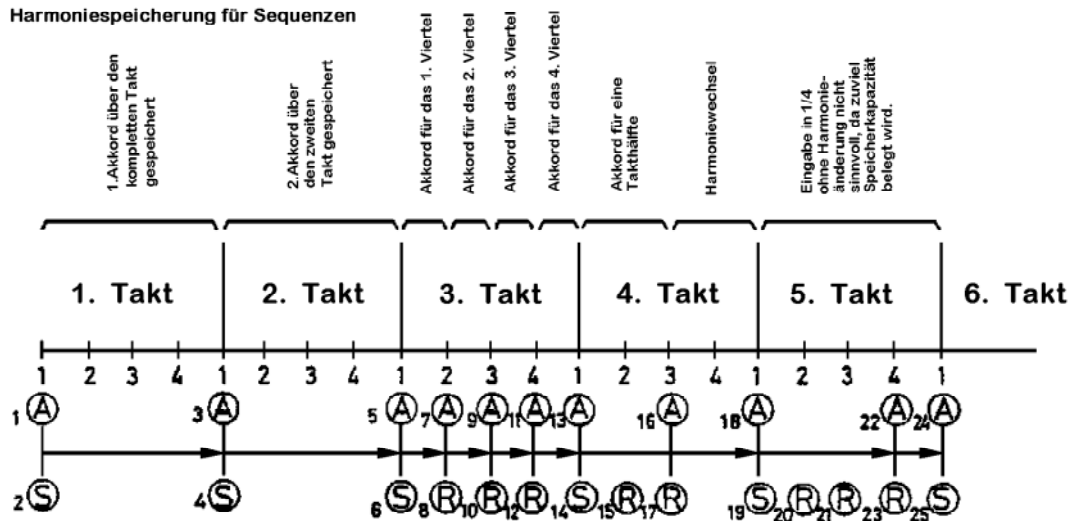 Harmoniespeicherung für Sequenzen
1.Akkord über den
kompletten Takt
gespeichert
2.Akkord über
den zweiten
Takt gespeichert
Akkord für das 1. Viertel
Akkord für das 2. Viertel
Akkord für das 3. Viertel
Akkord für das 4. Viertel
Akkord für eine
Takthälfte
Harmoniewechsel
Eingabe in 1/4
ohne Harmonie-
änderung nicht
sinnvoll, da zuviel
Speicherkapazität
belegt wird.
1. Takt 2. Takt 3. Takt 4. Takt 5. Takt 6. Takt
1 2 3 4 1 2 3 4 1 2 3 4 1 2 3 1 2 3 4 1
1 A 3 A 5 A 7 A 9 A 11 A 13 A 16 A 18 A 22 A 24 A
2 S 4 S 6 S 8 R 10 R 12 R 14 S 15 R 17 R 19 S 20 R 21 R 23 R 25 S